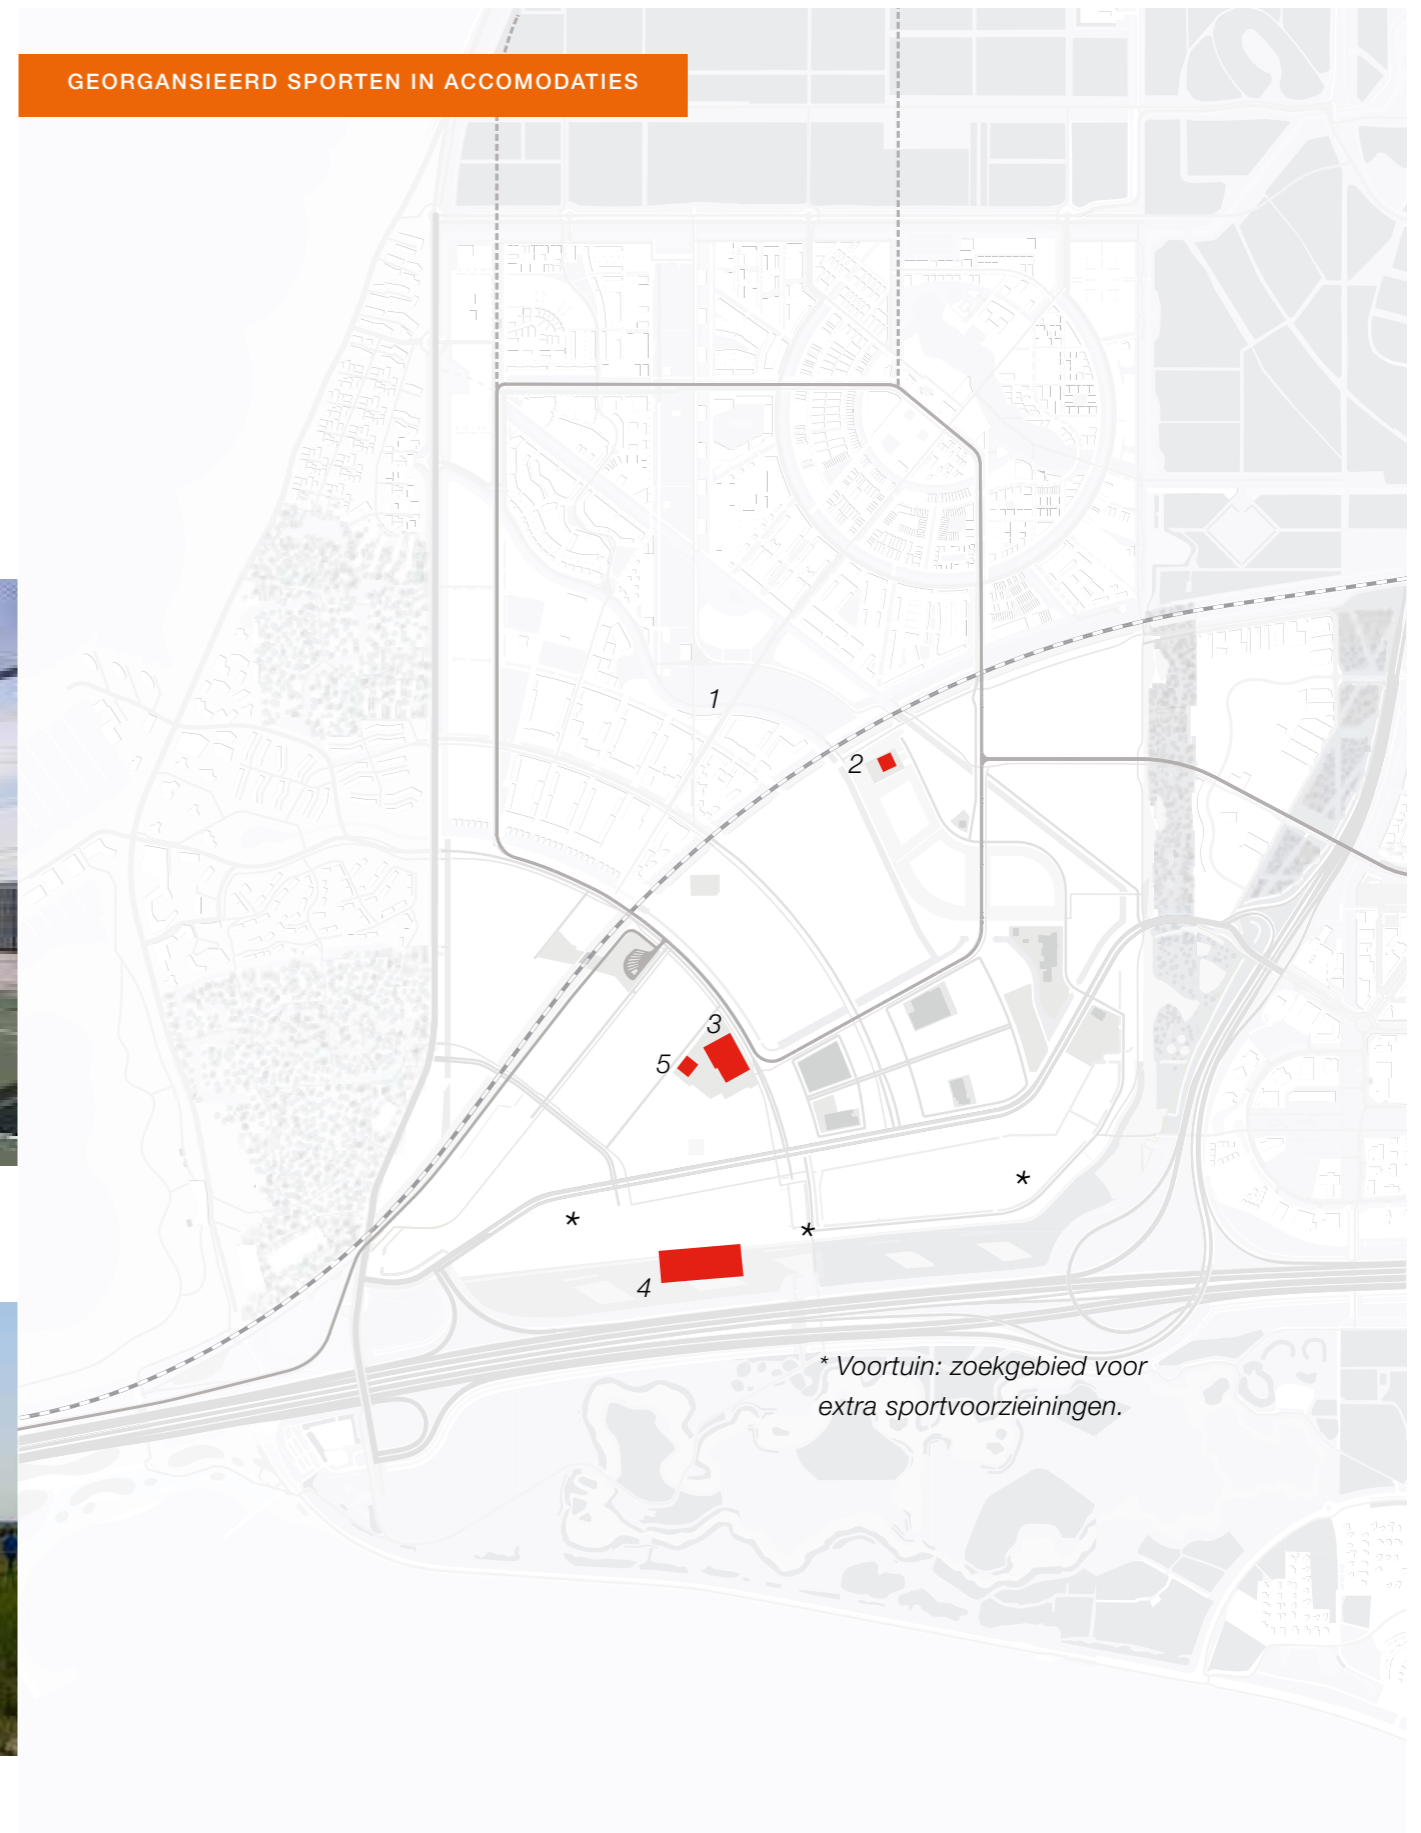 GEORGANSIEERD SPORTEN IN ACCOMODATIES
1
2
3
5
*
*
*
4
* Voortuin: zoekgebied voor
extra sportvoorzieiningen.